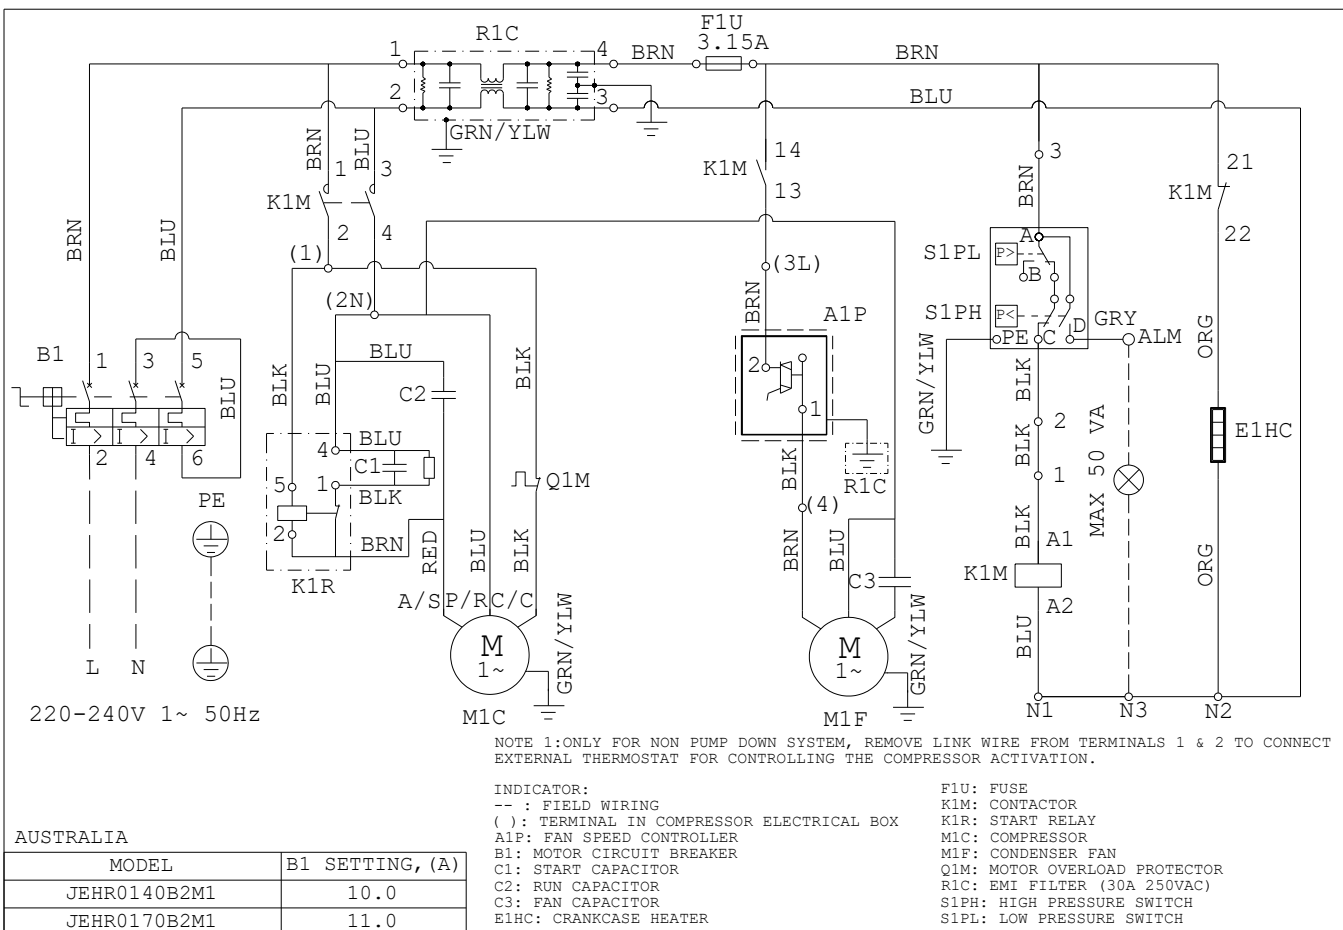 R1C
F1U
3.15A
1
4
BRN
BRN
2
3
BLU
GRN/YLW
BRN
BLU
1
3
K1M
2
4
(1)
(2N)
14
K1M
13
(3L)
BRN
A1P
2
1
3
BRN
A
S1PL
P>
B
S1PH
P<
PE
C
D
GRY
ALM
21
K1M
22
ORG
BRN
BLU
B1
1
3
5
BLU
I >
I >
I >
2
4
6
PE
L
N
220-240V 1~ 50Hz
BLK
BLU
BLU
C2
BLK
BLU
4
C1
1
BLK
5
2
BRN
K1R
RED
BLU
BLK
Q1M
A/S
P/R
C/C
M
1~
M1C
GRN/YLW
BLK
R1C
(4)
BRN
BLU
C3
M
1~
M1F
GRN/YLW
GRN/YLW
BLK
2
BLK
1
BLK
A1
K1M
A2
BLU
MAX 50 VA
E1HC
ORG
N1
N3
N2
NOTE 1:ONLY FOR NON PUMP DOWN SYSTEM, REMOVE LINK WIRE FROM TERMINALS 1 & 2 TO CONNECT
EXTERNAL THERMOSTAT FOR CONTROLLING THE COMPRESSOR ACTIVATION.
INDICATOR:
-- : FIELD WIRING
( ): TERMINAL IN COMPRESSOR ELECTRICAL BOX
A1P: FAN SPEED CONTROLLER
B1: MOTOR CIRCUIT BREAKER
C1: START CAPACITOR
C2: RUN CAPACITOR
C3: FAN CAPACITOR
E1HC: CRANKCASE HEATER
F1U: FUSE
K1M: CONTACTOR
K1R: START RELAY
M1C: COMPRESSOR
M1F: CONDENSER FAN
Q1M: MOTOR OVERLOAD PROTECTOR
R1C: EMI FILTER (30A 250VAC)
S1PH: HIGH PRESSURE SWITCH
S1PL: LOW PRESSURE SWITCH
AUSTRALIA
MODEL B1 SETTING,(A)
JEHR0140B2M1 10.0
JEHR0170B2M1 11.0